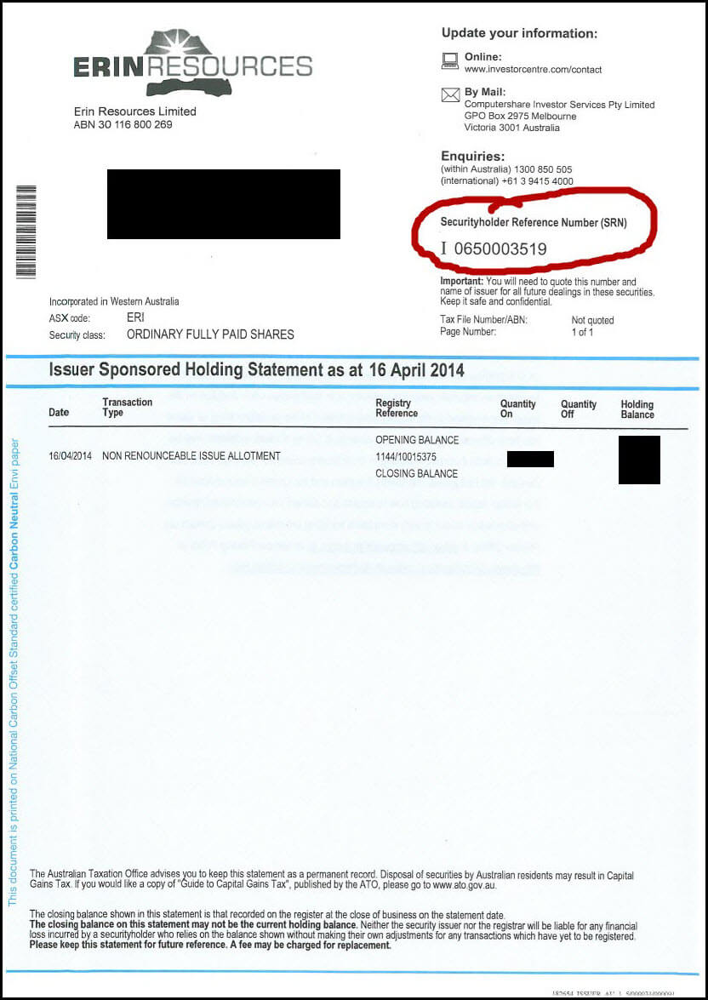 ERINRESOURCES
Erin Resources Limited
ABN 30 116 800 269
Update your information:
Online:
www.investorcentre.com/contact
By Mail:
Computershare Investor Services Pty Limited
GPO Box 2975 Melbourne
Victoria 3001 Australia
Enquiries:
(within Australia) 1300 850 505
(international) +61 3 9415 4000
Securityholder Reference Number (SRN)
I 0650003519
Important: You will need to quote this number and
name of issuer for all future dealings in these securities.
Keep it safe and confidential.
Tax File Number/ABN: Not quoted
Page Number: 1 of 1
Incorporated in Western Australia
ASX code: ERI
Security class: ORDINARY FULLY PAID SHARES
Issuer Sponsored Holding Statement as at 16 April 2014
Date Transaction Type Registry Reference Quantity On Quantity Off Holding Balance
OPENING BALANCE
16/04/2014 NON RENOUNCEABLE ISSUE ALLOTMENT 1144/10015375
CLOSING BALANCE
This document is printed on National Carbon Offset Standard certified Carbon Neutral Envi paper
The Australian Taxation Office advises you to keep this statement as a permanent record. Disposal of securities by Australian residents may result in Capital
Gains Tax. If you would like a copy of "Guide to Capital Gains Tax", published by the ATO, please go to www.ato.gov.au.
The closing balance shown in this statement is that recorded on the register at the close of business on the statement date.
The closing balance on this statement may not be the current holding balance. Neither the security issuer nor the registrar will be liable for any financial
loss incurred by a securityholder who relies on the balance shown without making their own adjustments for any transactions which have yet to be registered.
Please keep this statement for future reference. A fee may be charged for replacement.